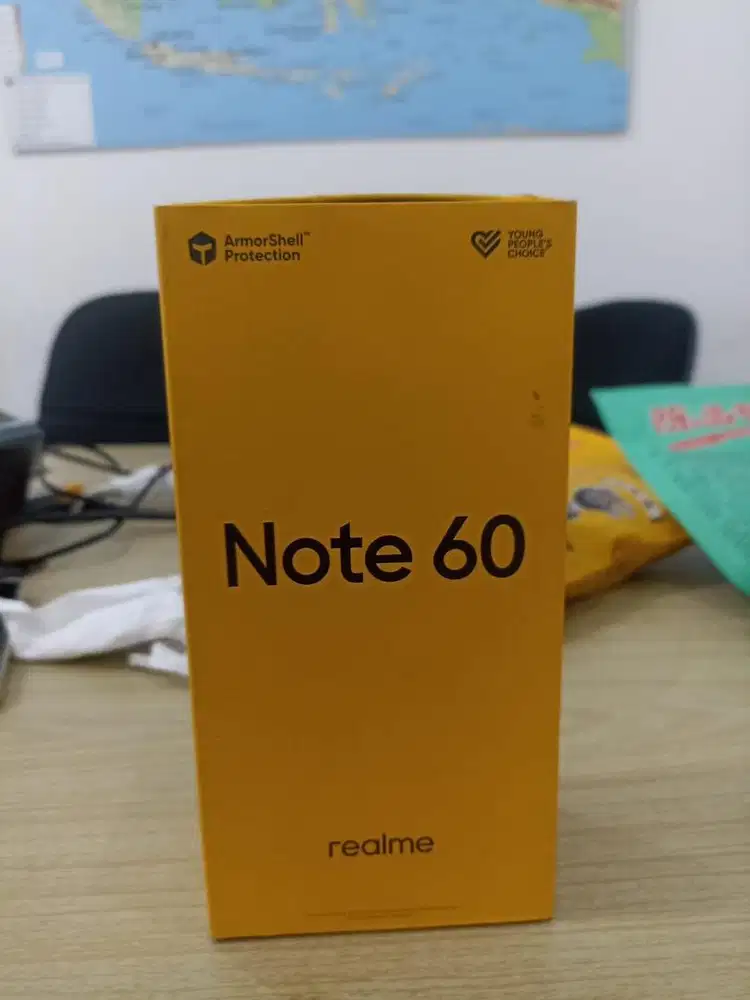 ArmorShell™
Protection
YOUNG
PEOPLE'S
CHOICE
Note 60
realme